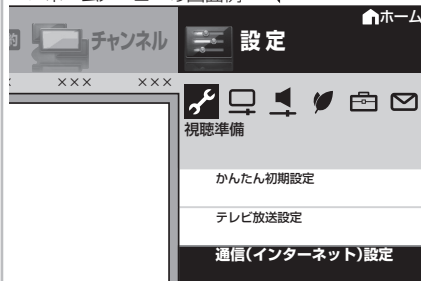 ホーム
チャンネル
設定
××× ×××
視聴準備
かんたん初期設定
テレビ放送設定
通信(インターネット)設定